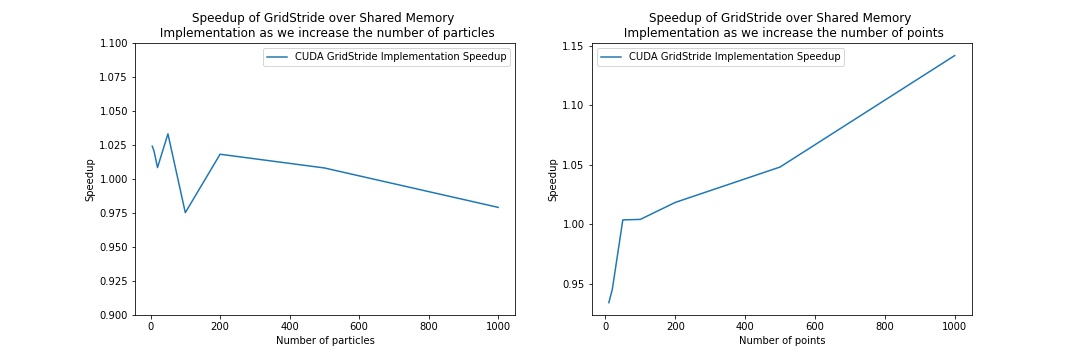 Speedup of GridStride over Shared Memory
Implementation as we increase the number of particles
CUDA GridStride Implementation Speedup
1.100
1.075
1.050
1.025
1.000
0.975
0.950
0.925
0.900
Speedup
0 200 400 600 800 1000
Number of particles
Speedup of GridStride over Shared Memory
Implementation as we increase the number of points
CUDA GridStride Implementation Speedup
1.15
1.10
1.05
1.00
0.95
Speedup
0 200 400 600 800 1000
Number of points